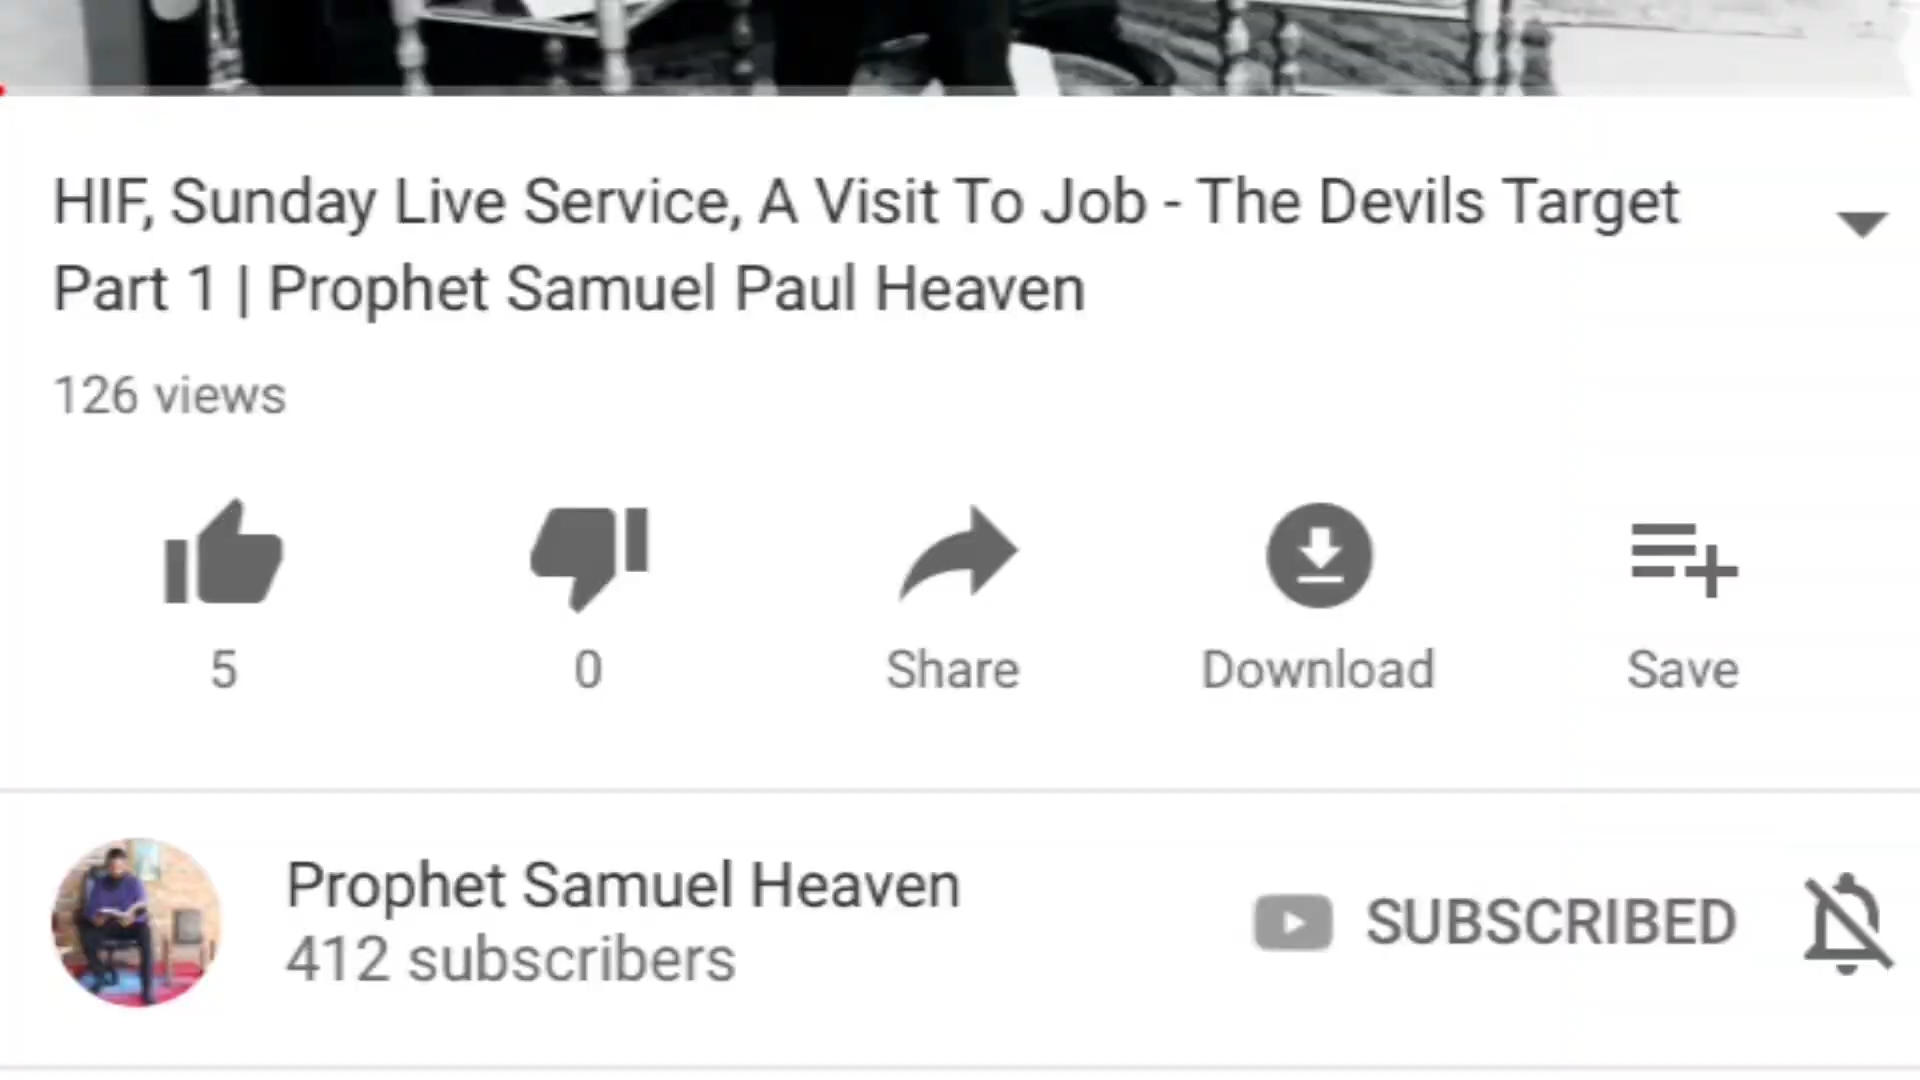 HIF, Sunday Live Service, A Visit To Job - The Devils Target
Part 1 | Prophet Samuel Paul Heaven
126 views
5
0
Share
Download
Save
Prophet Samuel Heaven
412 subscribers
SUBSCRIBED